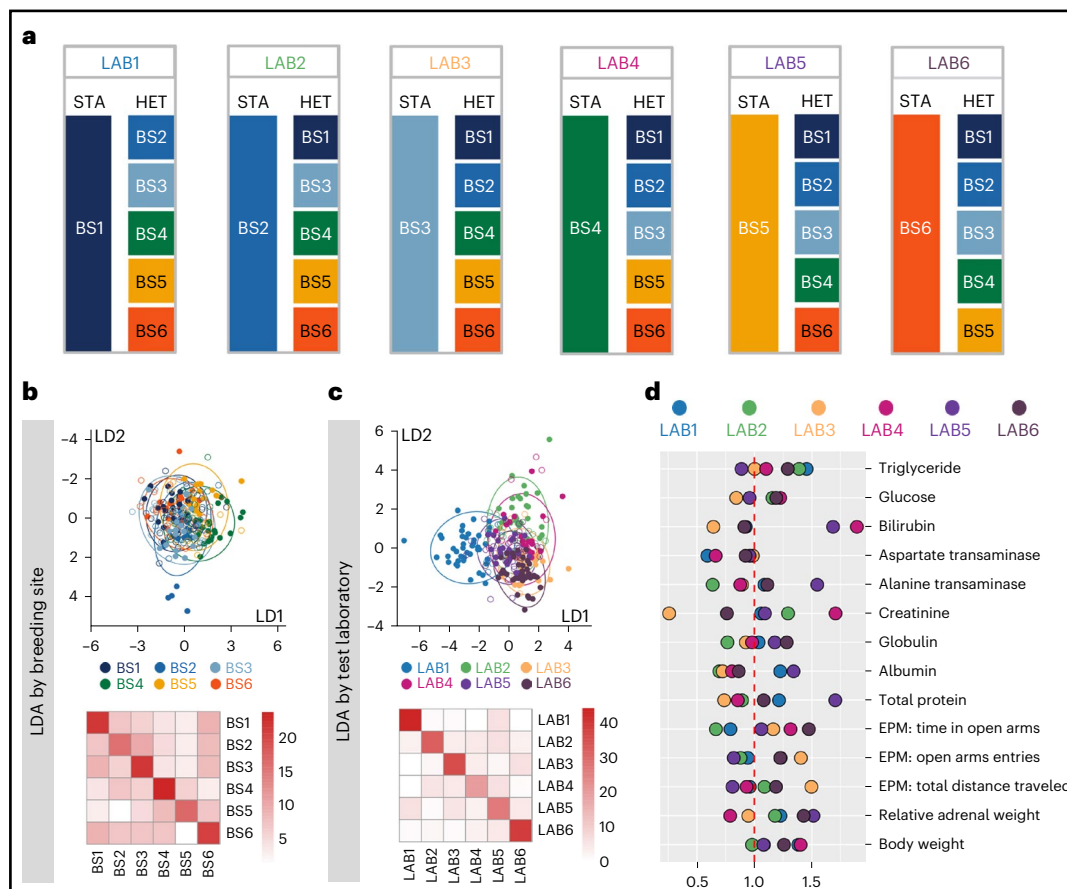 a
LAB1 LAB2 LAB3 LAB4 LAB5 LAB6
STA HET STA HET STA HET STA HET STA HET STA HET
BS2 BS1 BS1 BS1 BS1 BS1
BS3 BS3 BS2 BS2 BS2 BS2
BS1 BS4 BS2 BS4 BS3 BS4 BS4 BS3 BS5 BS3 BS6 BS3
BS5 BS5 BS5 BS5 BS4 BS4
BS6 BS6 BS6 BS6 BS6 BS5
b
LDA by breeding site
LD2
−4
−2
0
2
4
LD1
−6 −3 0 3 6
BS1 BS2 BS3
BS4 BS5 BS6
BS1
BS2
BS3
BS4
BS5
BS6
BS1 BS2 BS3 BS4 BS5 BS6
20
15
10
5
c
LDA by test laboratory
LD2
6
4
2
0
−2
−4
LD1
−6 −4 −2 0 2 4
LAB1 LAB2 LAB3
LAB4 LAB5 LAB6
LAB1
LAB2
LAB3
LAB4
LAB5
LAB6
LAB1 LAB2 LAB3 LAB4 LAB5 LAB6
40
30
20
10
0
d
LAB1 LAB2 LAB3 LAB4 LAB5 LAB6
Triglyceride
Glucose
Bilirubin
Aspartate transaminase
Alanine transaminase
Creatinine
Globulin
Albumin
Total protein
EPM: time in open arms
EPM: open arms entries
EPM: total distance traveled
Relative adrenal weight
Body weight
0.5 1.0 1.5